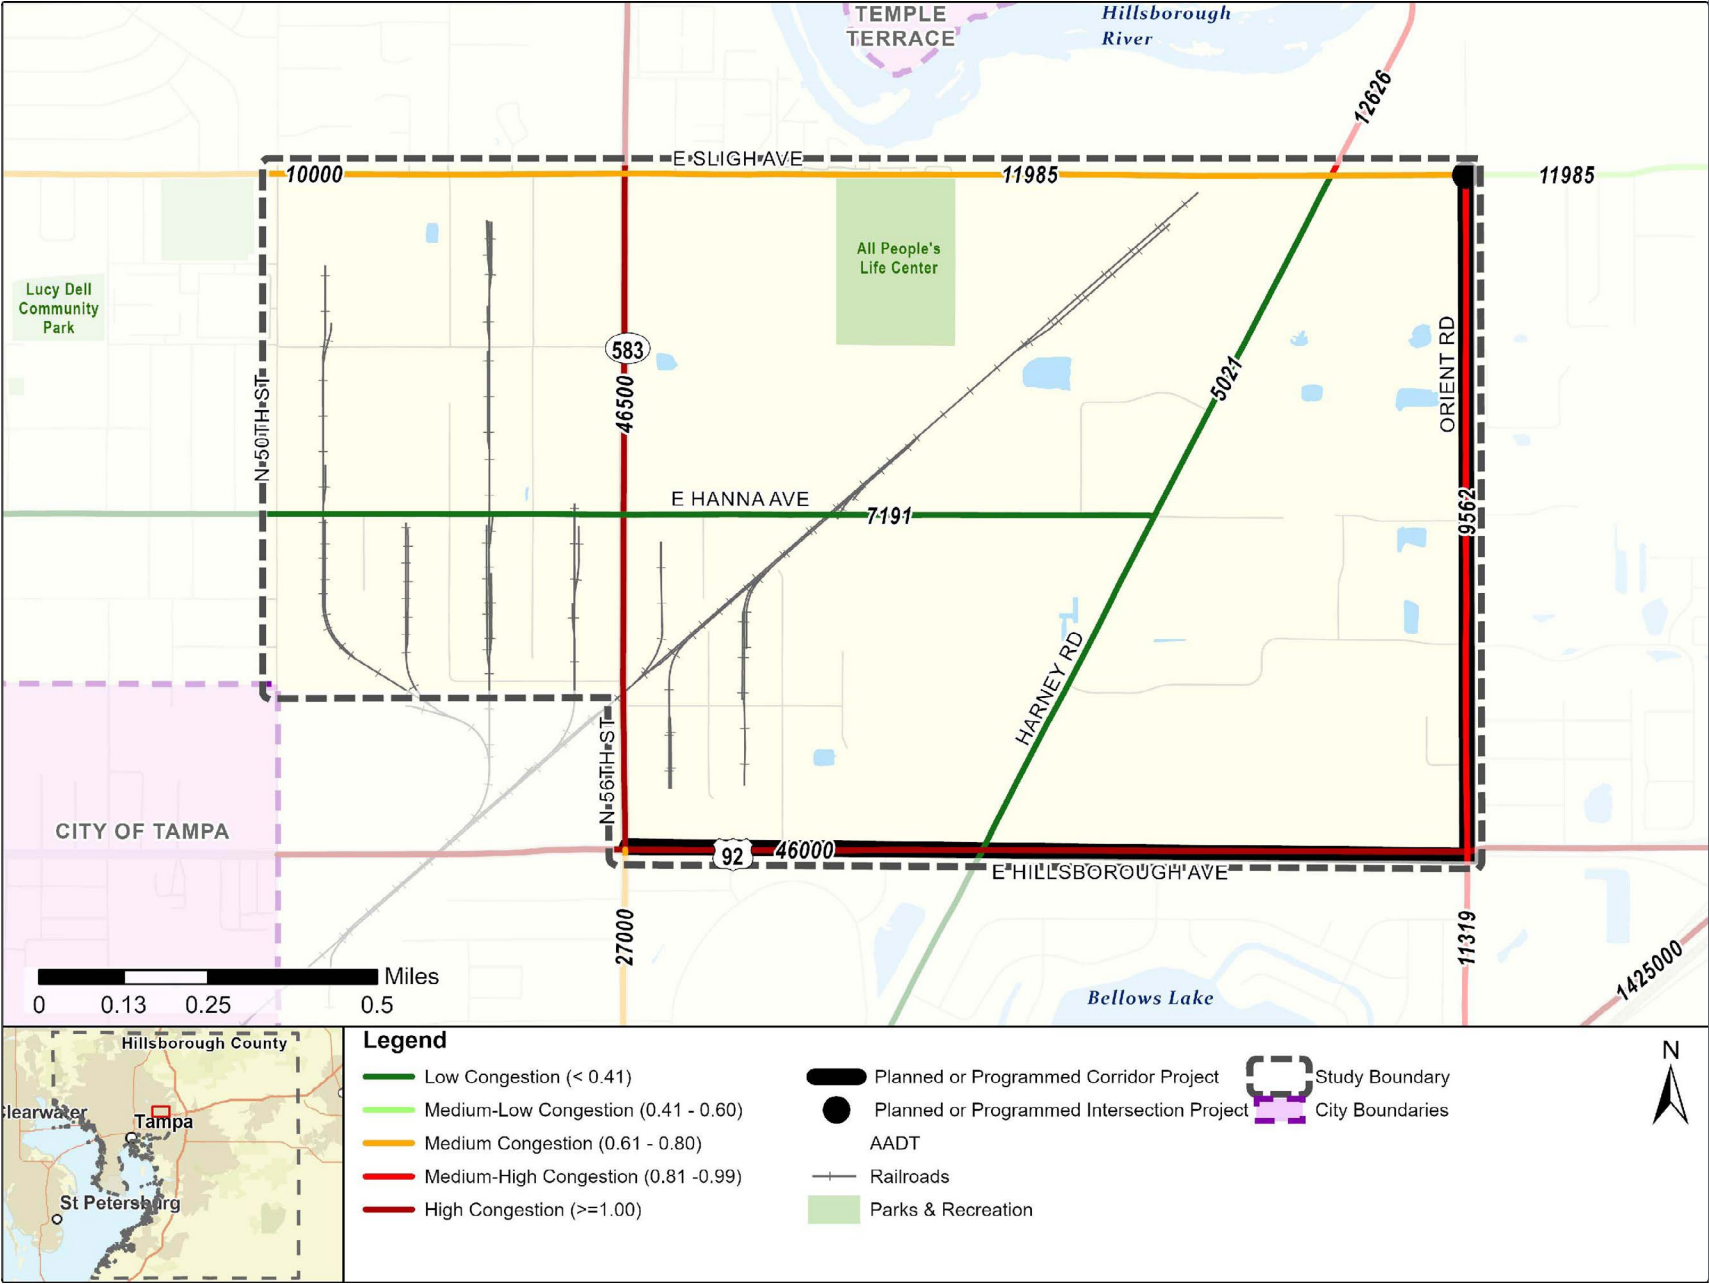 TEMPLE
TERRACE
Hillsborough
River
12626
E SLIGH AVE
10000
11985
11985
All People's
Life Center
Lucy Dell
Community
Park
583
46500
5021
ORIENT RD
N 50TH ST
E HANNA AVE
7191
9562
HARNEY RD
N 56TH ST
CITY OF TAMPA
92
46000
E HILLSBOROUGH AVE
27000
11319
1425000
Bellows Lake
Miles
0 0.13 0.25 0.5
Hillsborough County
Clearwater
Tampa
St Petersburg
Legend
Low Congestion (< 0.41)
Medium-Low Congestion (0.41 - 0.60)
Medium Congestion (0.61 - 0.80)
Medium-High Congestion (0.81 -0.99)
High Congestion (>=1.00)
Planned or Programmed Corridor Project
Planned or Programmed Intersection Project
AADT
Railroads
Parks & Recreation
Study Boundary
City Boundaries
N